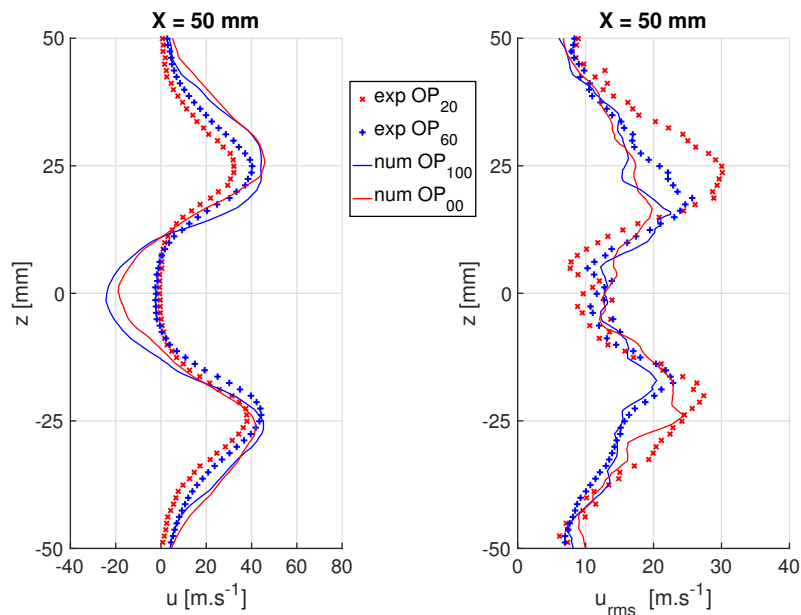 X = 50 mm
50
25
0
-25
-50
z [mm]
-40
-20
0
20
40
60
80
u [m.s⁻¹]
exp OP₂₀
exp OP₆₀
num OP₁₀₀
num OP₀₀
X = 50 mm
50
25
0
-25
-50
z [mm]
0
10
20
30
40
uᵣₘₛ [m.s⁻¹]